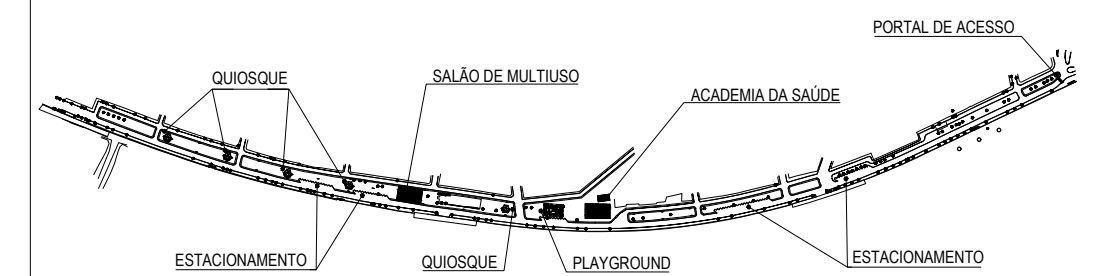 PORTAL DE ACESSO
QUIOSQUE
SALÃO DE MULTIUSO
ACADEMIA DA SAÚDE
ESTACIONAMENTO
QUIOSQUE
PLAYGROUND
ESTACIONAMENTO